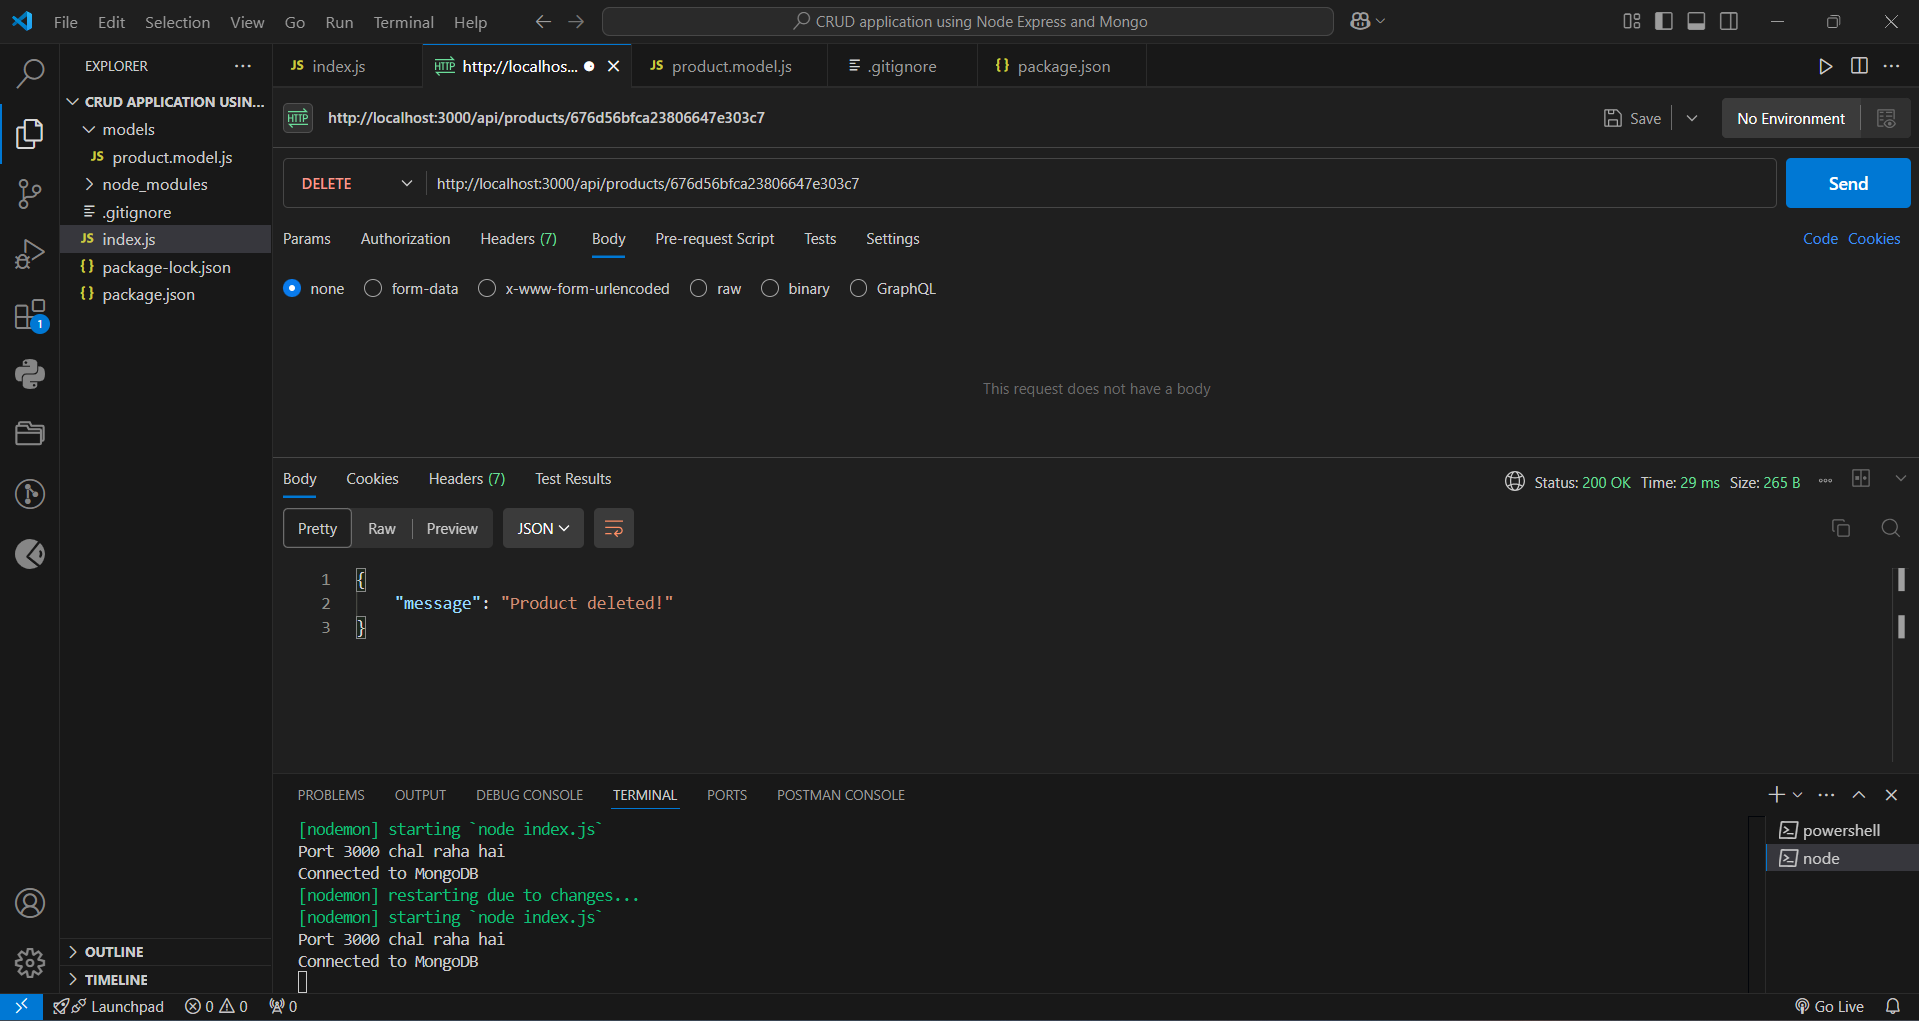 File Edit Selection View Go Run Terminal Help
CRUD application using Node Express and Mongo
EXPLORER
CRUD APPLICATION USIN...
models
JS product.model.js
node_modules
.gitignore
JS index.js
{} package-lock.json
{} package.json
1
OUTLINE
TIMELINE
JS index.js
HTTP http://localhos...
JS product.model.js
.gitignore
{} package.json
HTTP http://localhost:3000/api/products/676d56bfca23806647e303c7
Save
No Environment
DELETE http://localhost:3000/api/products/676d56bfca23806647e303c7
Send
Params Authorization Headers (7) Body Pre-request Script Tests Settings
Code Cookies
none form-data x-www-form-urlencoded raw binary GraphQL
This request does not have a body
Body Cookies Headers (7) Test Results
Status: 200 OK Time: 29 ms Size: 265 B
Pretty Raw Preview JSON
1 {
2 "message": "Product deleted!"
3 }
PROBLEMS OUTPUT DEBUG CONSOLE TERMINAL PORTS POSTMAN CONSOLE
[nodemon] starting `node index.js`
Port 3000 chal raha hai
Connected to MongoDB
[nodemon] restarting due to changes...
[nodemon] starting `node index.js`
Port 3000 chal raha hai
Connected to MongoDB
powershell
node
Launchpad 0 0 0
Go Live